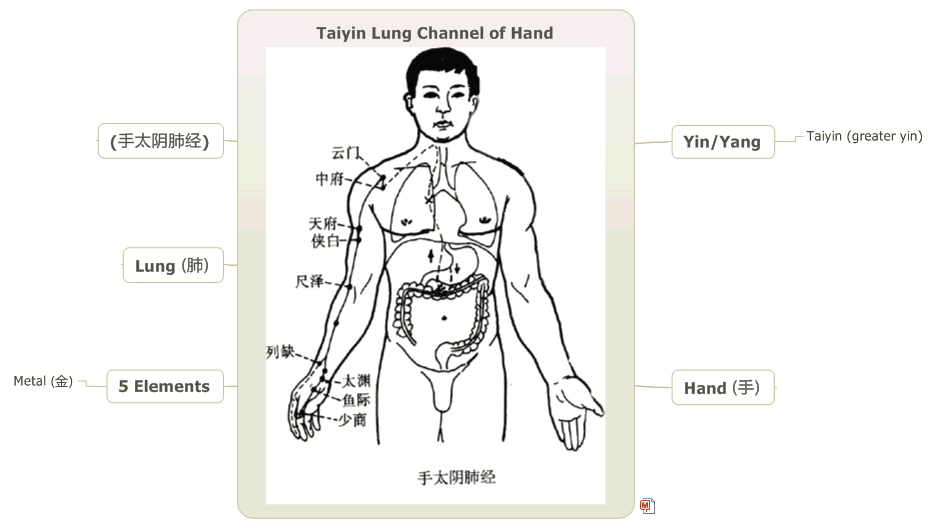 Taiyin Lung Channel of Hand
(手太阴肺经)
Lung (肺)
5 Elements
Metal (金)
云门
中府
天府
侠白
尺泽
列缺
太渊
鱼际
少商
手太阴肺经
Yin/Yang
Taiyin (greater yin)
Hand (手)
M